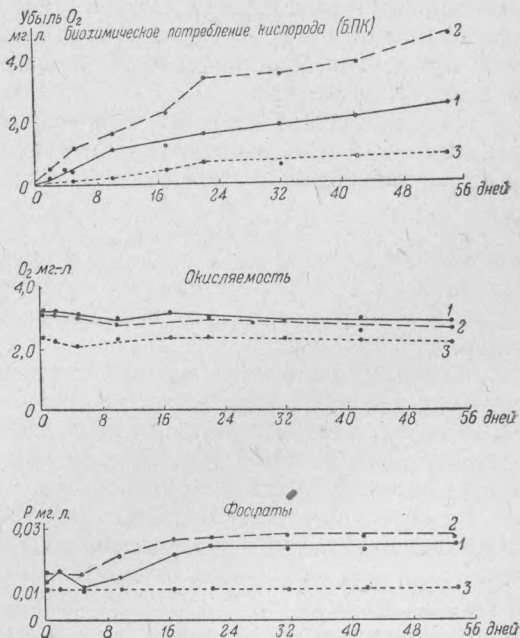 Убыль O₂
мг. л. Биохимическое потребление кислорода (БПК)
4,0
2,0
0
2
1
3
0 8 16 24 32 40 48 56 дней
O₂ мг-л. Окисляемость
4,0
2,0
0
1
2
3
0 8 16 24 32 40 48 56 дней
P мг. л. Фосфаты
0,03
0,01
0
2
1
3
0 8 16 24 32 40 48 56 дней